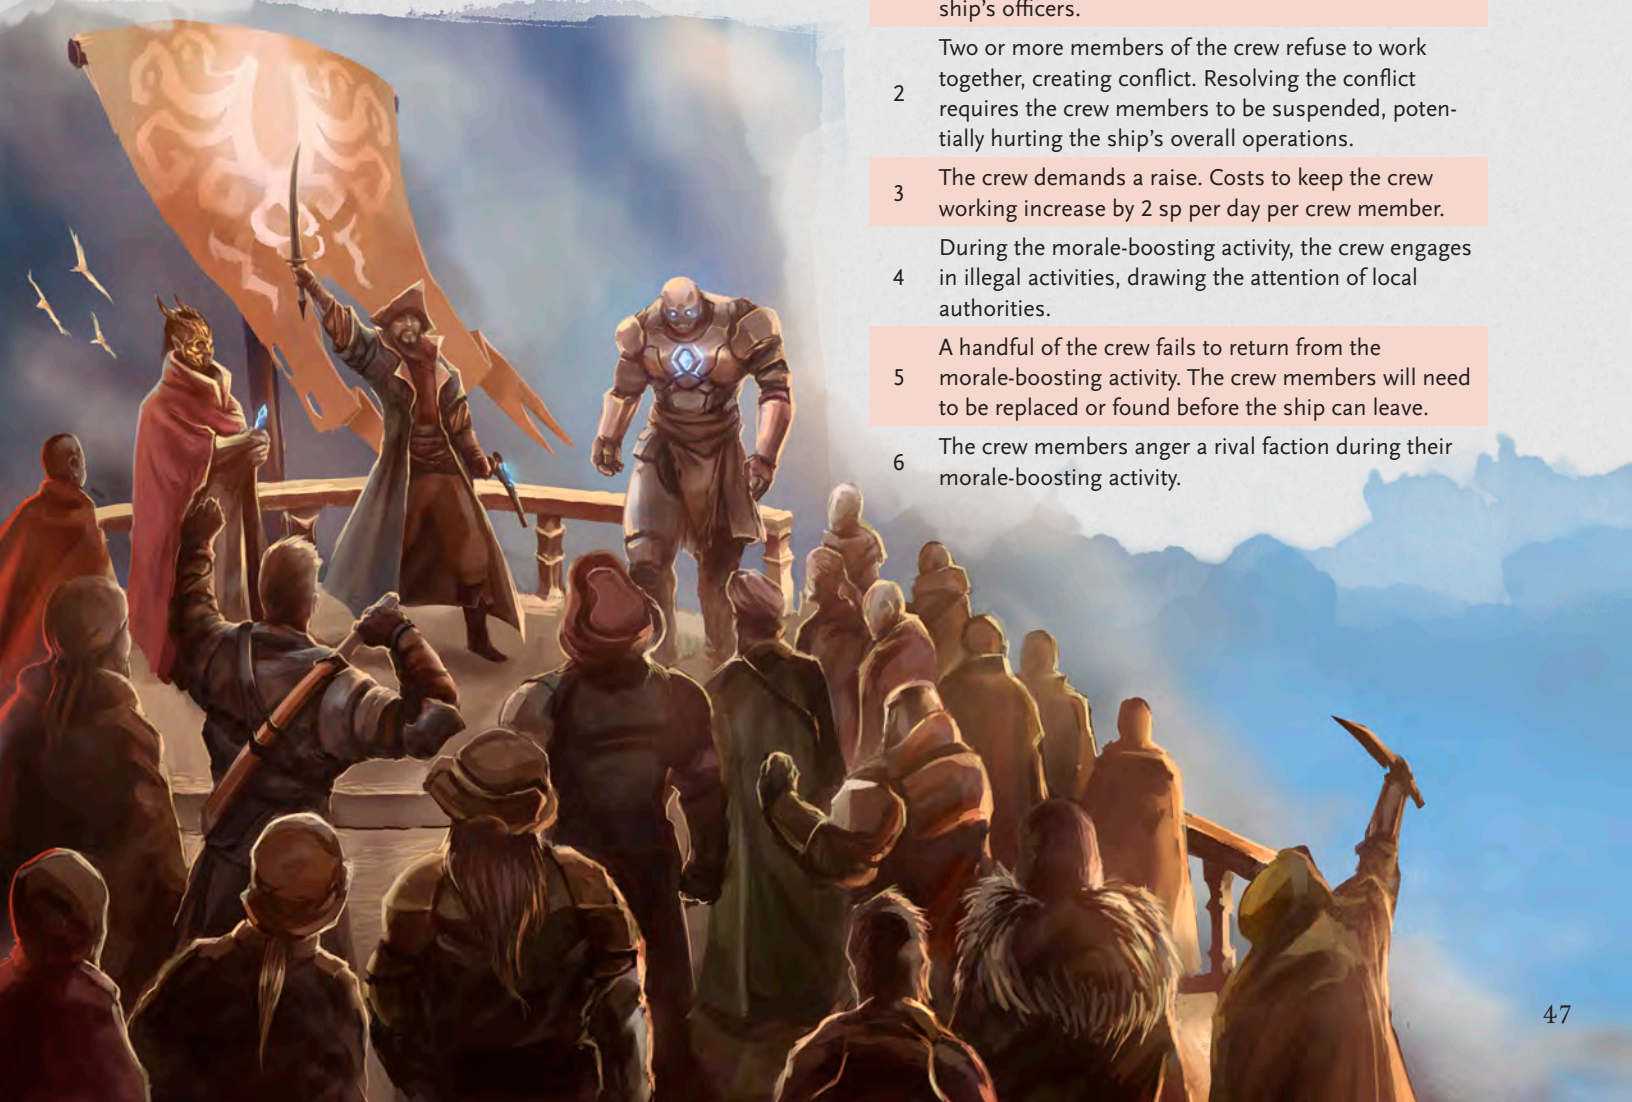 ship’s officers.
Two or more members of the crew refuse to work
together, creating conflict. Resolving the conflict
2
requires the crew members to be suspended, poten-
tially hurting the ship’s overall operations.
The crew demands a raise. Costs to keep the crew
3
working increase by 2 sp per day per crew member.
During the morale-boosting activity, the crew engages
4
in illegal activities, drawing the attention of local
authorities.
A handful of the crew fails to return from the
5
morale-boosting activity. The crew members will need
to be replaced or found before the ship can leave.
The crew members anger a rival faction during their
6
morale-boosting activity.
47